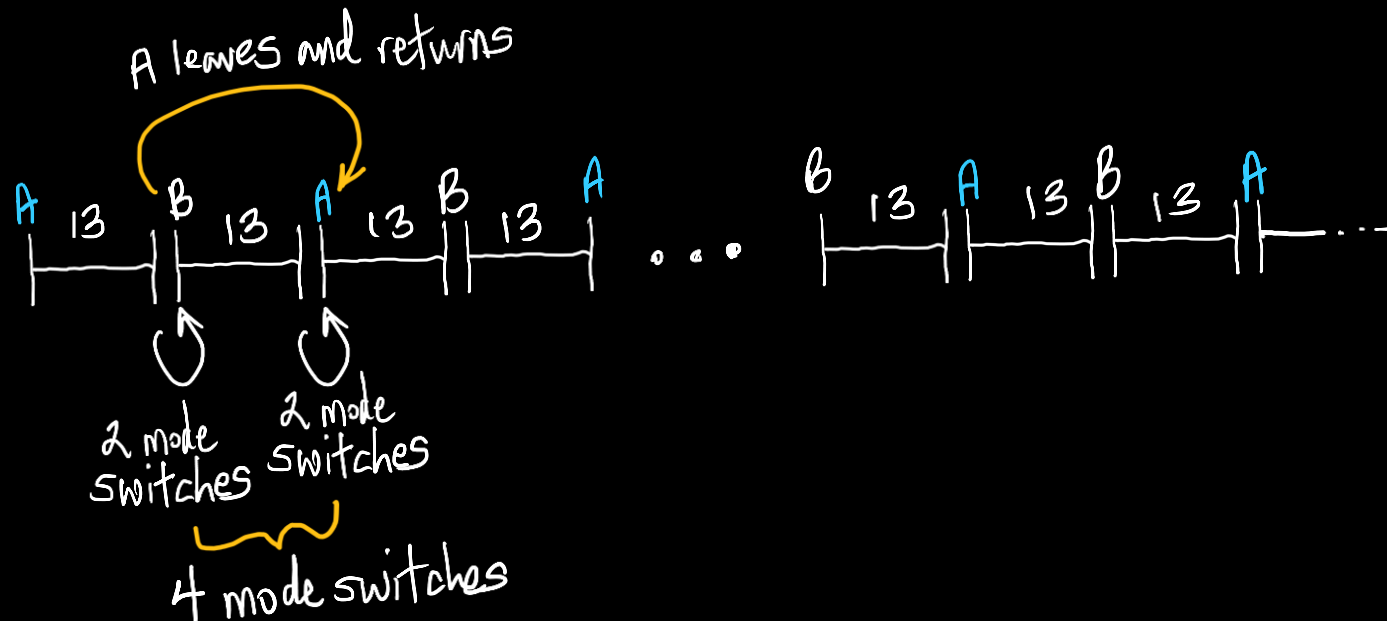 A leaves and returns
A 13 B 13 A 13 B 13 A ... B 13 A 13 B 13 A ...
2 mode
switches
2 mode
switches
4 mode switches